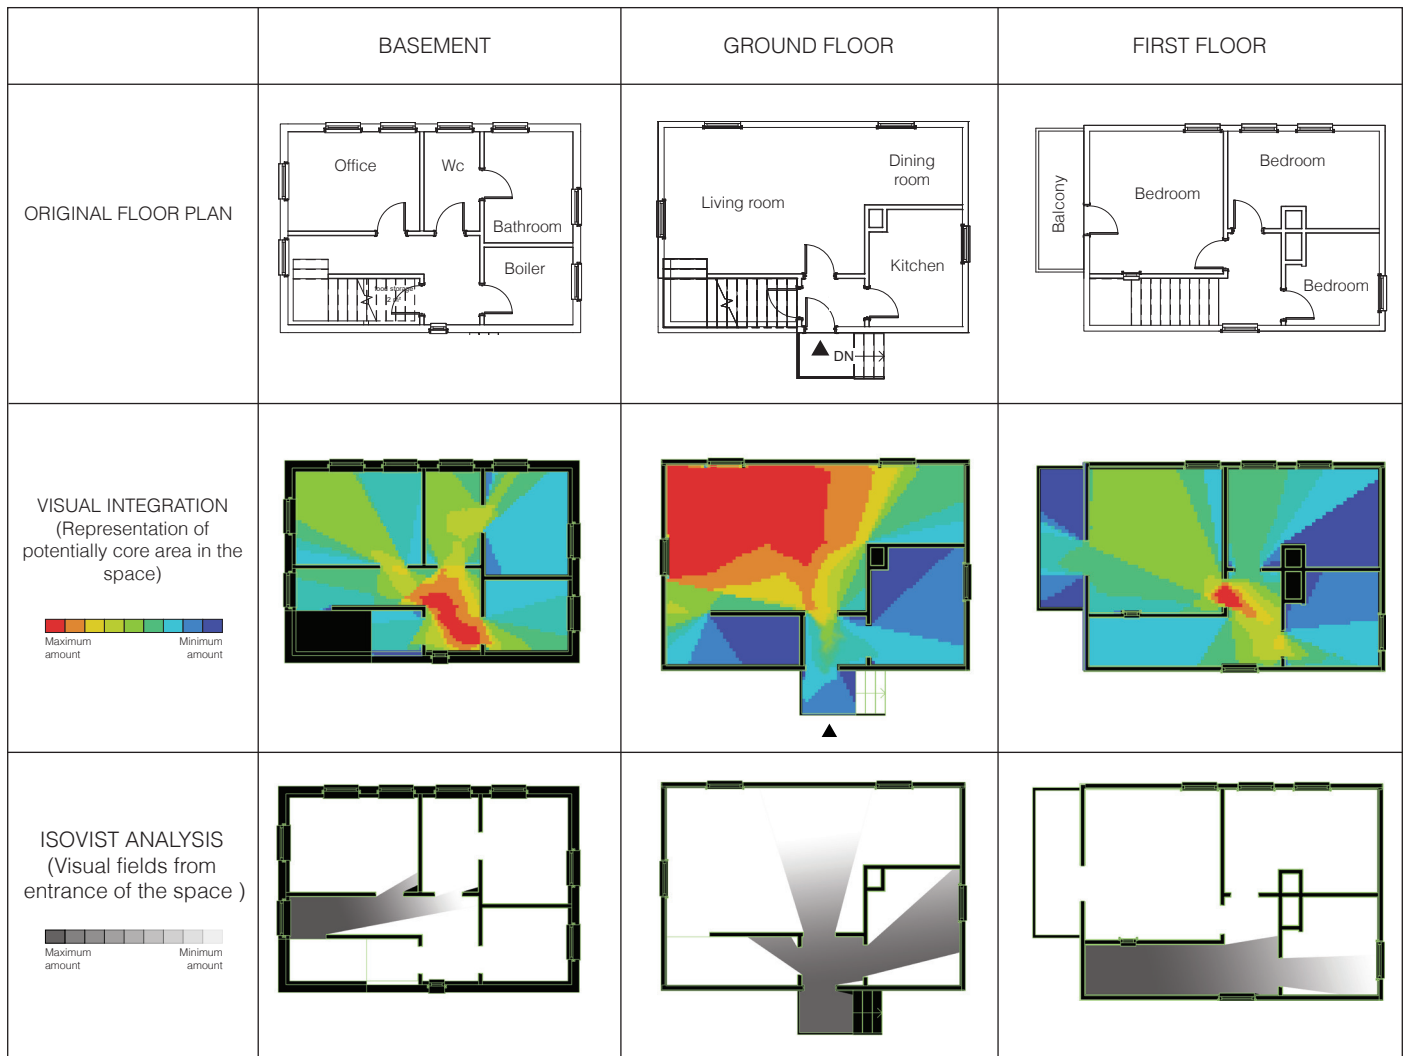 BASEMENT
GROUND FLOOR
FIRST FLOOR
ORIGINAL FLOOR PLAN
Office
Wc
Bathroom
Boiler
food storage
Dining
room
Living room
Kitchen
DN
Balcony
Bedroom
Bedroom
Bedroom
VISUAL INTEGRATION
(Representation of
potentially core area in the
space)
Maximum
amount
Minimum
amount
ISOVIST ANALYSIS
(Visual fields from
entrance of the space )
Maximum
amount
Minimum
amount